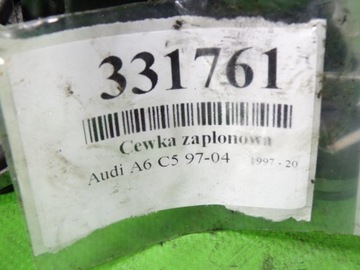 331761
Cewka zapłonowa
Audi A6 C5 97-04 1997 - 20